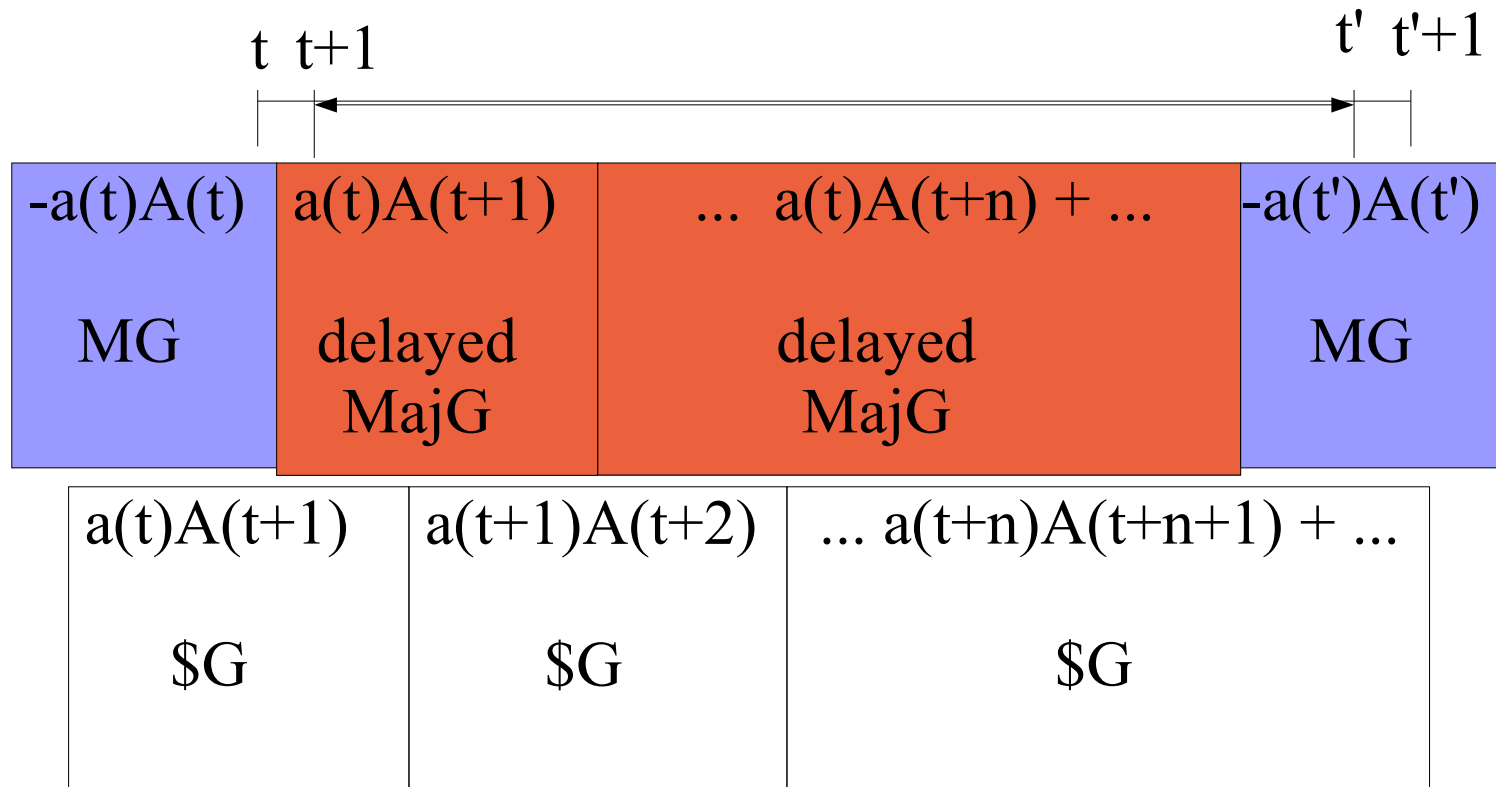 t t+1 t' t'+1
-a(t)A(t) a(t)A(t+1) ... a(t)A(t+n) + ... -a(t')A(t')
MG delayed delayed MG
MajG MajG
a(t)A(t+1) a(t+1)A(t+2) ... a(t+n)A(t+n+1) + ...
$G $G $G